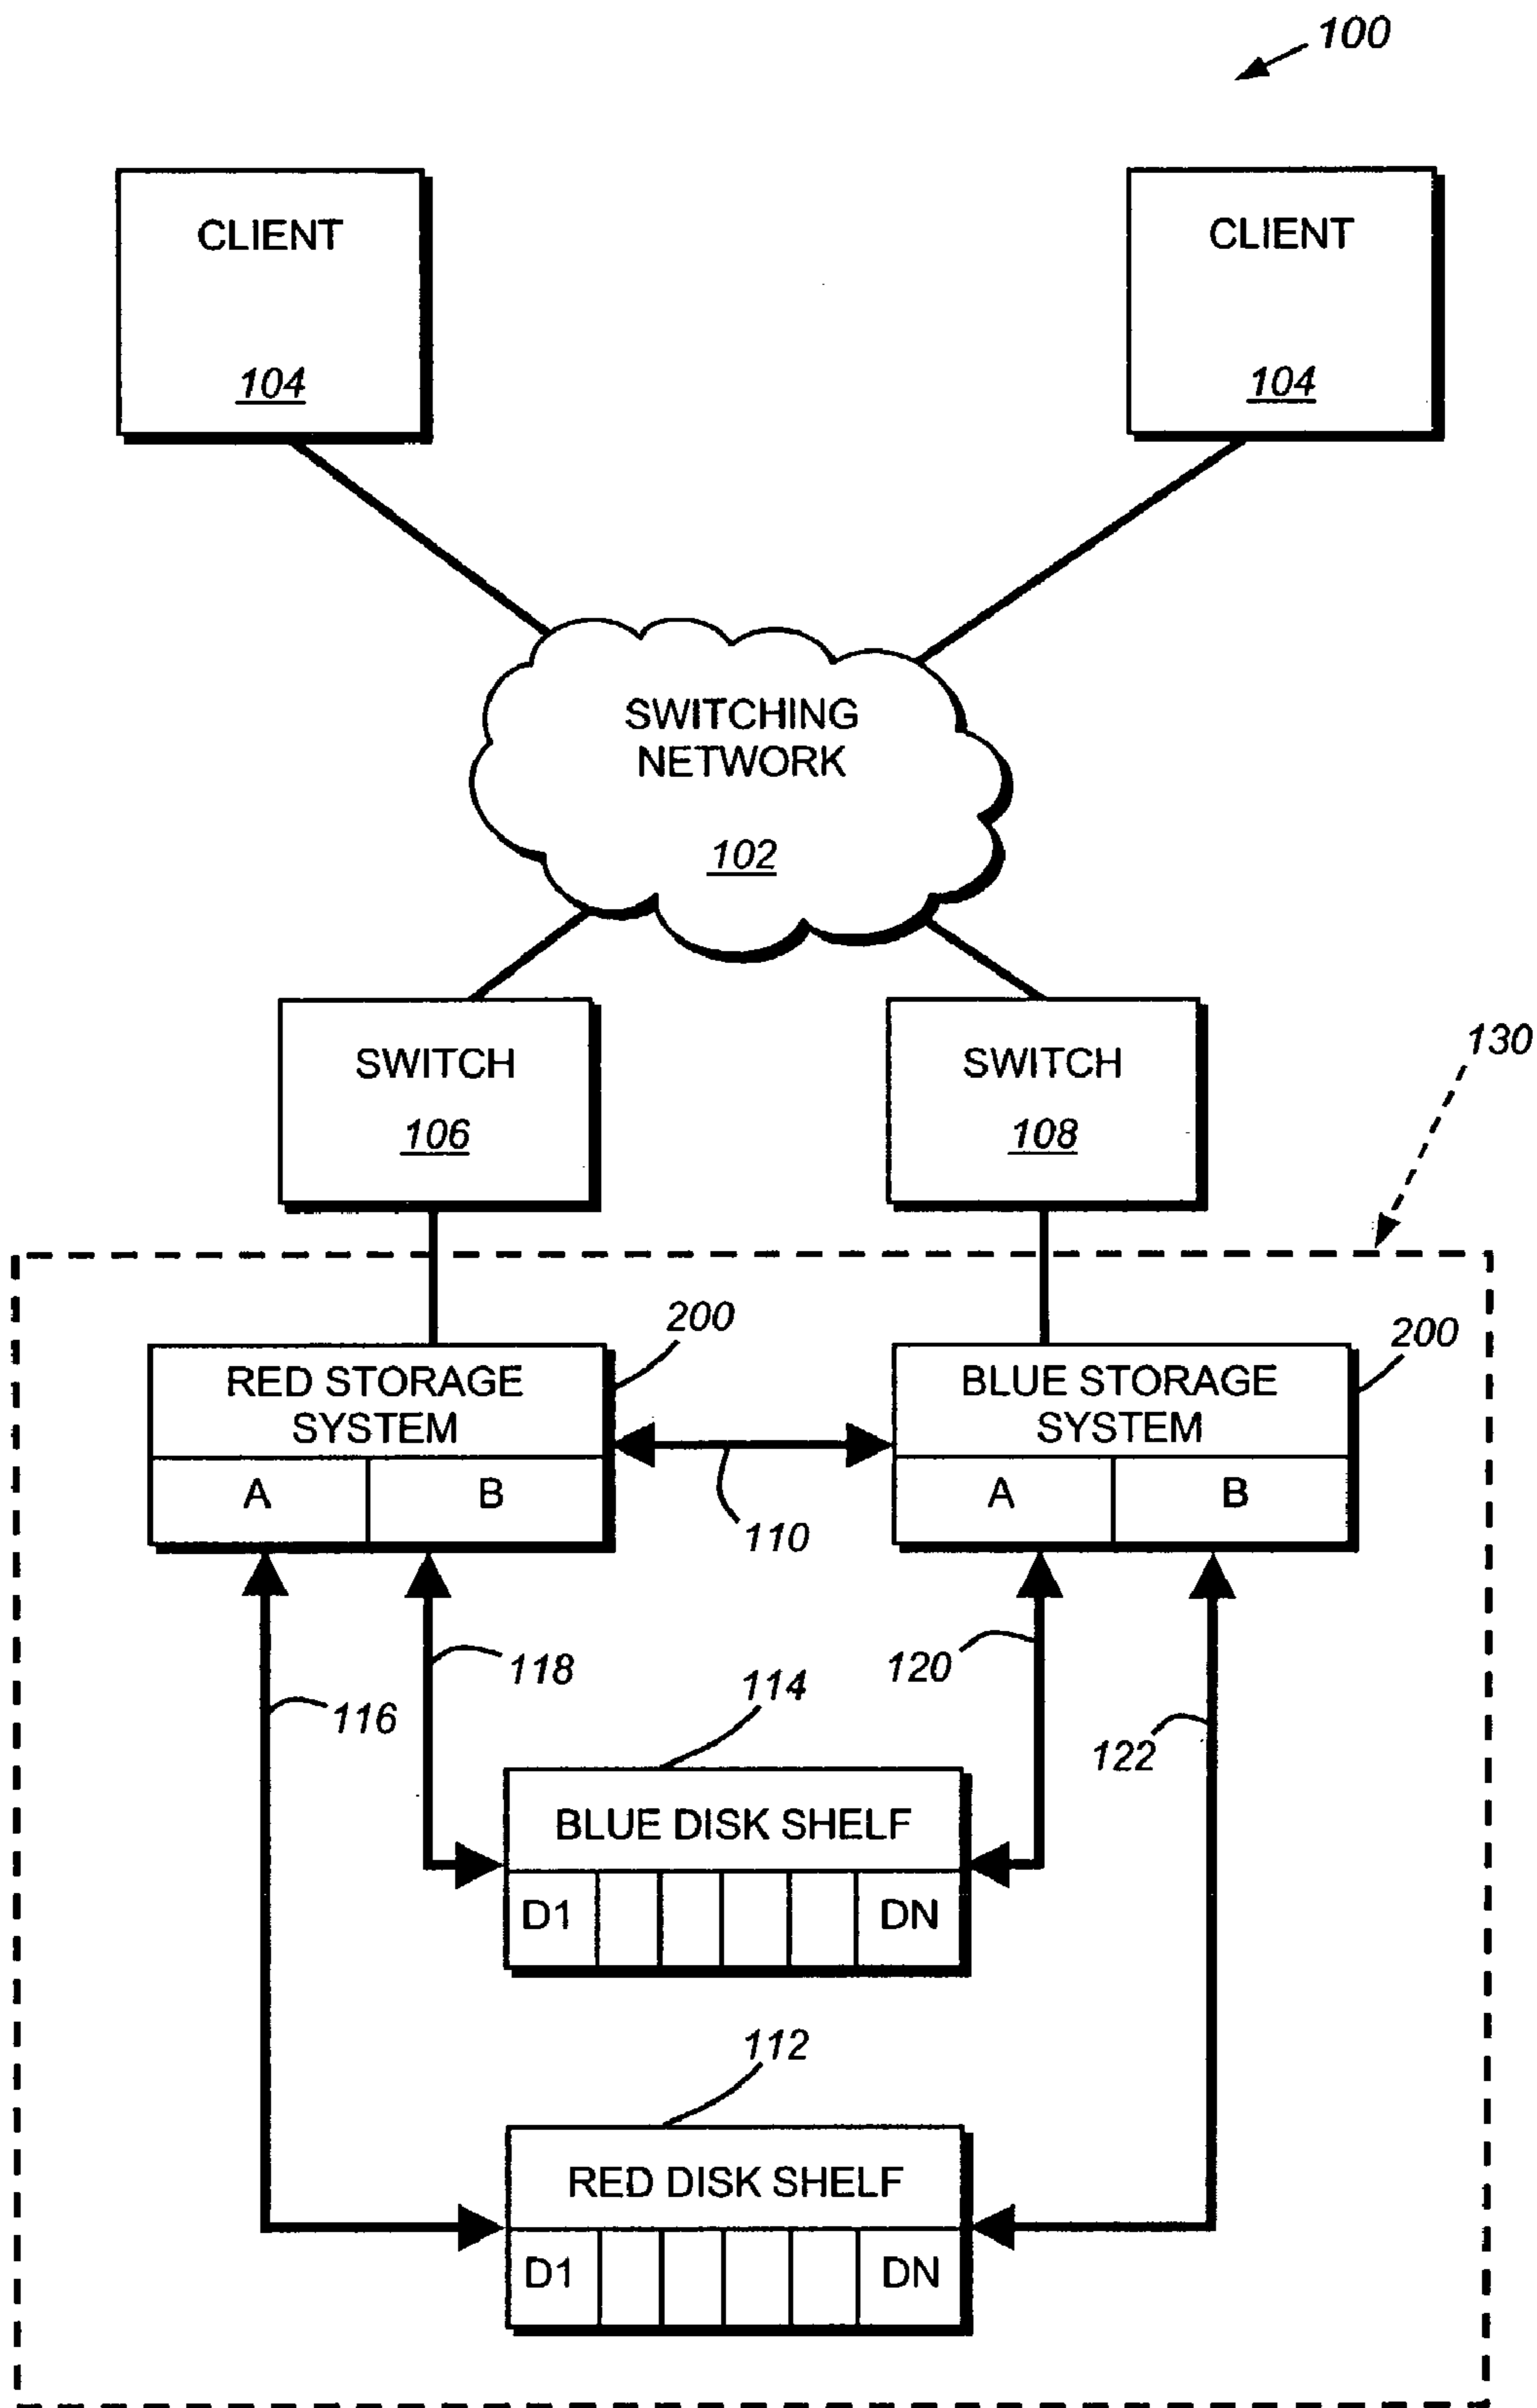 100
CLIENT
104
CLIENT
104
SWITCHING
NETWORK
102
SWITCH
106
SWITCH
108
130
200
RED STORAGE
SYSTEM
A
B
200
BLUE STORAGE
SYSTEM
A
B
110
116
118
120
122
114
BLUE DISK SHELF
D1
DN
112
RED DISK SHELF
D1
DN